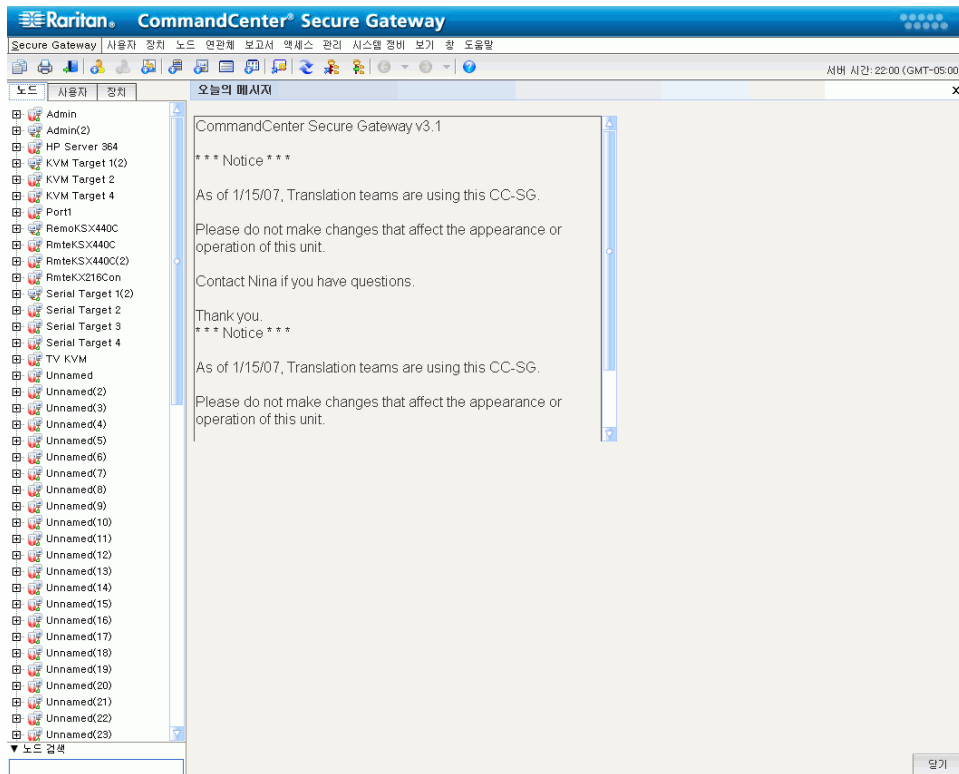 Raritan® CommandCenter® Secure Gateway
Secure Gateway 사용자 장치 노드 연관체 보고서 액세스 관리 시스템 정비 보기 창 도움말
서버 시간: 22:00 (GMT-05:00
노드 사용자 장치
오늘의 메시지 x
Admin
Admin(2)
HP Server 364
KVM Target 1(2)
KVM Target 2
KVM Target 4
Port1
RemoKSX440C
RmteKSX440C
RmteKSX440C(2)
RmteKX216Con
Serial Target 1(2)
Serial Target 2
Serial Target 3
Serial Target 4
TV KVM
Unnamed
Unnamed(2)
Unnamed(3)
Unnamed(4)
Unnamed(5)
Unnamed(6)
Unnamed(7)
Unnamed(8)
Unnamed(9)
Unnamed(10)
Unnamed(11)
Unnamed(12)
Unnamed(13)
Unnamed(14)
Unnamed(15)
Unnamed(16)
Unnamed(17)
Unnamed(18)
Unnamed(19)
Unnamed(20)
Unnamed(21)
Unnamed(22)
Unnamed(23)
▼ 노드 검색
CommandCenter Secure Gateway v3.1
* * * Notice * * *
As of 1/15/07, Translation teams are using this CC-SG.
Please do not make changes that affect the appearance or
operation of this unit.
Contact Nina if you have questions.
Thank you.
* * * Notice * * *
As of 1/15/07, Translation teams are using this CC-SG.
Please do not make changes that affect the appearance or
operation of this unit.
닫기